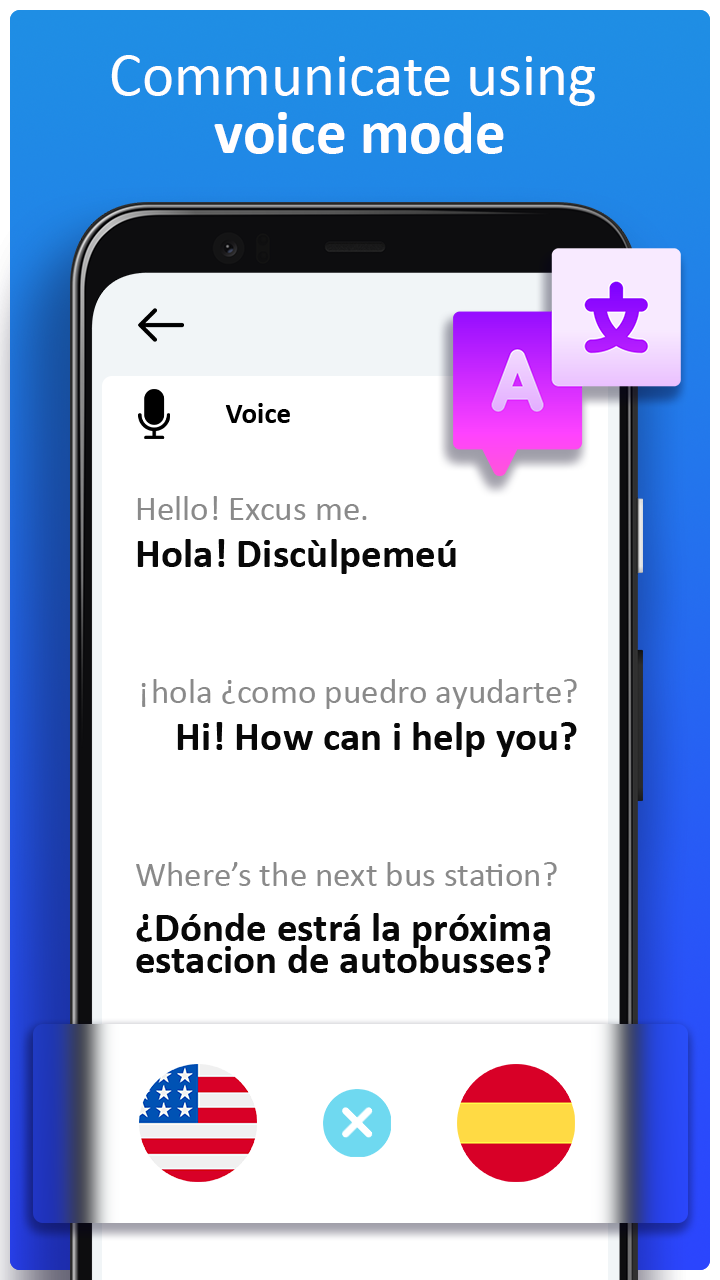 Communicate using
voice mode
文
A
Voice
Hello! Excus me.
Hola! Discùlpemeú
¡hola ¿como puedro ayudarte?
Hi! How can i help you?
Where’s the next bus station?
¿Dónde estrá la próxima
estacion de autobusses?